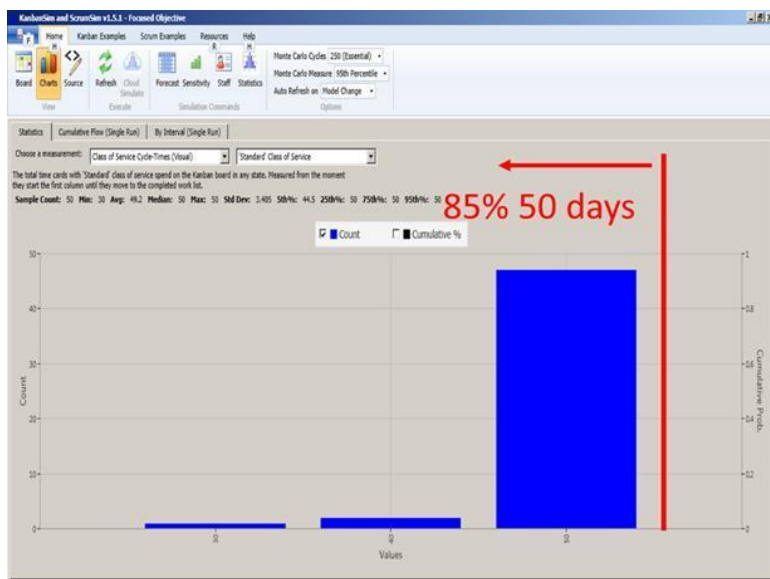 KanbanSim and ScrumSim v1.5.1 - Focused Objective
F
Home Kanban Examples Scrum Examples Resources Help
H R H
Board Charts Source Refresh Cloud Simulate Forecast Sensitivity Staff Statistics
Monte Carlo Cycles 250 (Essential)
Monte Carlo Measure 95th Percentile
Auto Refresh on Model Change
View Execute Simulation Commands Options
Statistics Cumulative Flow (Single Run) By Interval (Single Run)
Choose a measurement: Class of Service Cycle-Times (Visual) 'Standard' Class of Service
The total time cards with 'Standard' class of service spend on the Kanban board in any state. Measured from the moment
they start the first column until they move to the completed work list.
Sample Count: 50 Min: 30 Avg: 49.2 Median: 50 Max: 50 Std Dev: 3.405 5th%: 44.5 25th%: 50 75th%: 50 95th%: 50
85% 50 days
Count Cumulative %
50
40
30
20
10
0
Count
1
0.8
0.6
0.4
0.2
0
Cumulative Prob.
30 40 50
Values